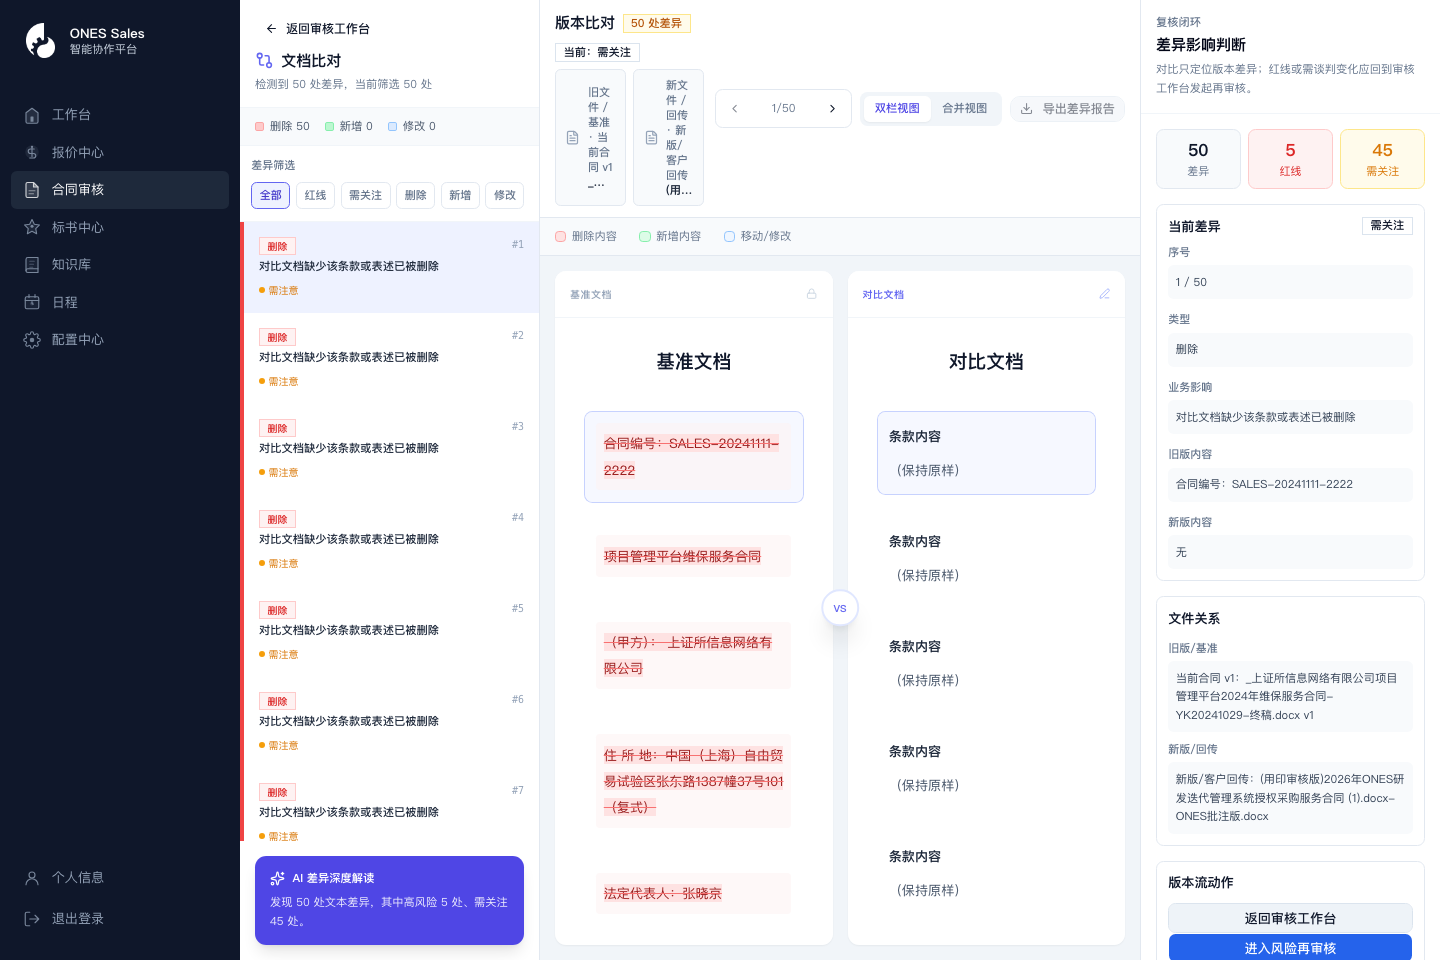 ONES Sales
智能协作平台
工作台
报价中心
合同审核
标书中心
知识库
日程
配置中心
个人信息
退出登录
返回审核工作台
文档比对
检测到 50 处差异，当前筛选 50 处
删除 50 新增 0 修改 0
差异筛选
全部 红线 需关注 删除 新增 修改
删除 #1
对比文档缺少该条款或表述已被删除
需注意
删除 #2
对比文档缺少该条款或表述已被删除
需注意
删除 #3
对比文档缺少该条款或表述已被删除
需注意
删除 #4
对比文档缺少该条款或表述已被删除
需注意
删除 #5
对比文档缺少该条款或表述已被删除
需注意
删除 #6
对比文档缺少该条款或表述已被删除
需注意
删除 #7
对比文档缺少该条款或表述已被删除
需注意
AI 差异深度解读
发现 50 处文本差异，其中高风险 5 处、需关注
45 处。
版本比对 50 处差异
当前：需关注
旧文
件 /
基准
· 当
前合
同 v1
_...
新文
件 /
回传
· 新
版/
客户
回传
(用...
1/50
双栏视图 合并视图
导出差异报告
删除内容 新增内容 移动/修改
基准文档
基准文档
合同编号：SALES-20241111-
2222
项目管理平台维保服务合同
（甲方）： 上证所信息网络有
限公司
住 所 地：中国（上海）自由贸
易试验区张东路1387幢37号101
（复式）
法定代表人：张晓京
VS
对比文档
对比文档
条款内容
（保持原样）
条款内容
（保持原样）
条款内容
（保持原样）
条款内容
（保持原样）
条款内容
（保持原样）
复核闭环
差异影响判断
对比只定位版本差异；红线或需谈判变化应回到审核
工作台发起再审核。
50
差异
5
红线
45
需关注
当前差异 需关注
序号
1 / 50
类型
删除
业务影响
对比文档缺少该条款或表述已被删除
旧版内容
合同编号：SALES-20241111-2222
新版内容
无
文件关系
旧版/基准
当前合同 v1：_上证所信息网络有限公司项目
管理平台2024年维保服务合同-
YK20241029-终稿.docx v1
新版/回传
新版/客户回传：(用印审核版)2026年ONES研
发迭代管理系统授权采购服务合同 (1).docx-
ONES批注版.docx
版本流动作
返回审核工作台
进入风险再审核